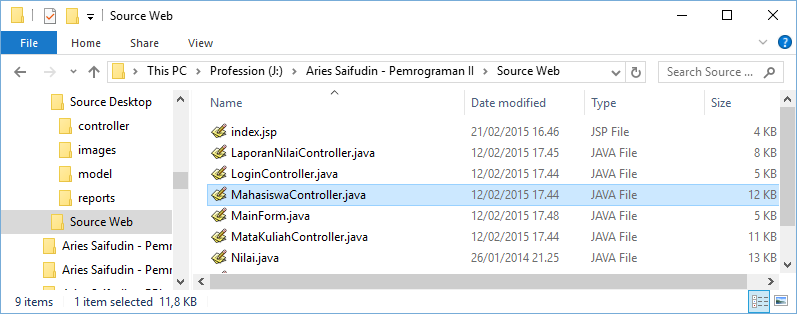 Source Web
File Home Share View
This PC Profession (J:) Aries Saifudin - Pemrograman II Source Web Search Source ...
Source Desktop
controller
images
model
reports
Source Web
Aries Saifudin - Pemr
Aries Saifudin - Pemr
Name Date modified Type Size
index.jsp 21/02/2015 16.46 JSP File 4 KB
LaporanNilaiController.java 12/02/2015 17.45 JAVA File 8 KB
LoginController.java 12/02/2015 17.44 JAVA File 5 KB
MahasiswaController.java 12/02/2015 17.44 JAVA File 12 KB
MainForm.java 12/02/2015 17.48 JAVA File 5 KB
MataKuliahController.java 12/02/2015 17.44 JAVA File 11 KB
Nilai.java 26/01/2014 21.25 JAVA File 13 KB
9 items 1 item selected 11,8 KB